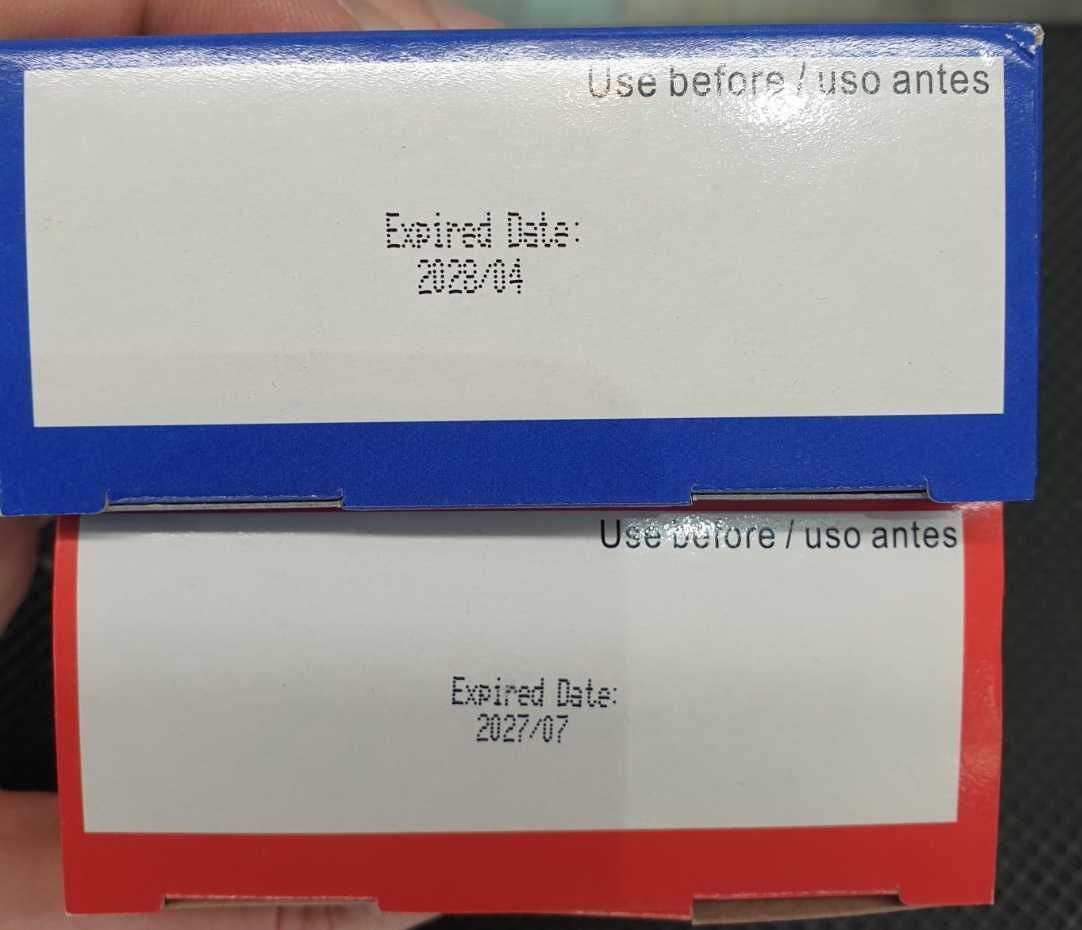 Use before / uso antes
Expired Date:
2028/04
Use before / uso antes
Expired Date:
2027/07